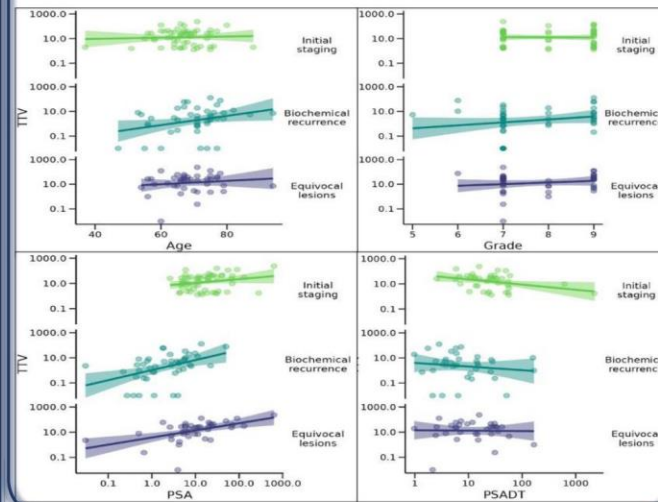 1000.0
10.0
0.1
Initial
staging
1000.0
10.0
0.1
Biochemical
recurrence
TTV
1000.0
10.0
0.1
Equivocal
lesions
40 60 80
Age
1000.0
10.0
0.1
Initial
staging
1000.0
10.0
0.1
Biochemical
recurrenc
1000.0
10.0
0.1
Equivoca
lesions
5 6 7 8 9
Grade
1000.0
10.0
0.1
Initial
staging
1000.0
10.0
0.1
Biochemical
recurrence
TTV
1000.0
10.0
0.1
Equivocal
lesions
0.1 1.0 10.0 100.0 1000.0
PSA
1000.0
10.0
0.1
Initial
staging
1000.0
10.0
0.1
Biochemic
recurrenc
1000.0
10.0
0.1
Equivocal
lesions
1 10 100 1000
PSADT